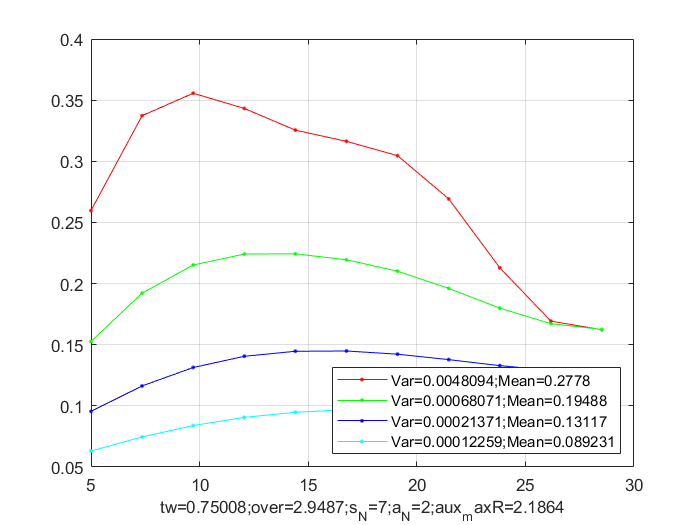 0.4
0.35
0.3
0.25
0.2
0.15
0.1
0.05
5
10
15
20
25
30
Var=0.0048094;Mean=0.2778
Var=0.00068071;Mean=0.19488
Var=0.00021371;Mean=0.13117
Var=0.00012259;Mean=0.089231
tw=0.75008;over=2.9487;s_N=7;a_N=2;aux_maxR=2.1864